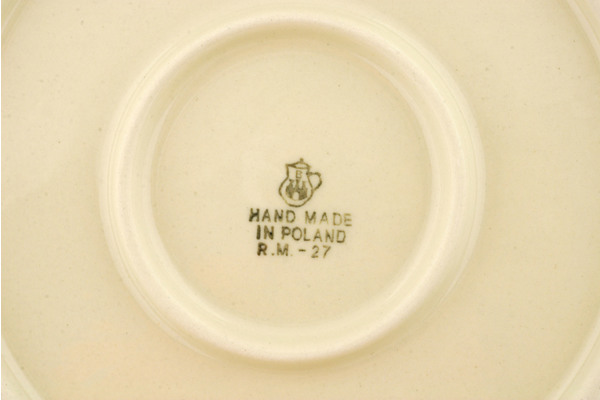 B
HAND MADE
IN POLAND
R.M. - 27